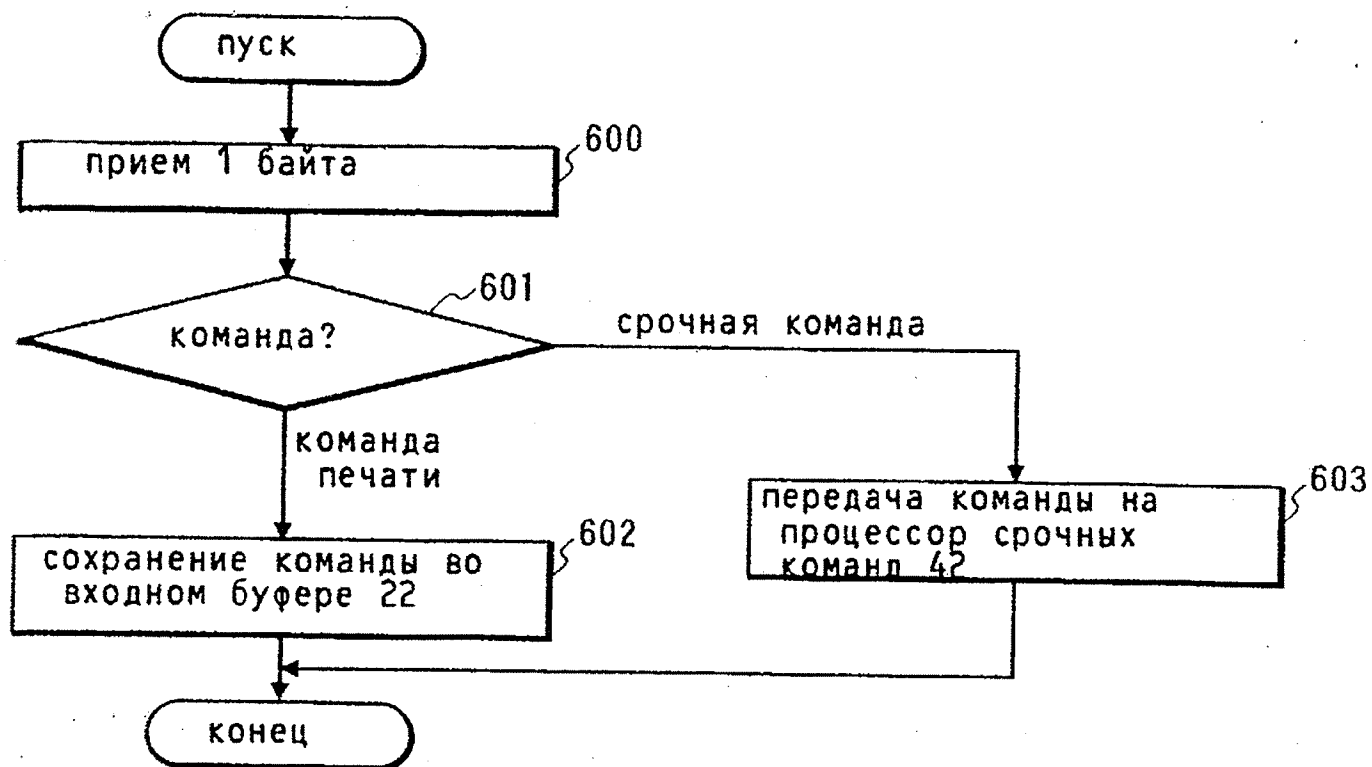 пуск
прием 1 байта
600
601
команда?
срочная команда
команда
печати
603
передача команды на
процессор срочных
команд 42
602
сохранение команды во
входном буфере 22
конец